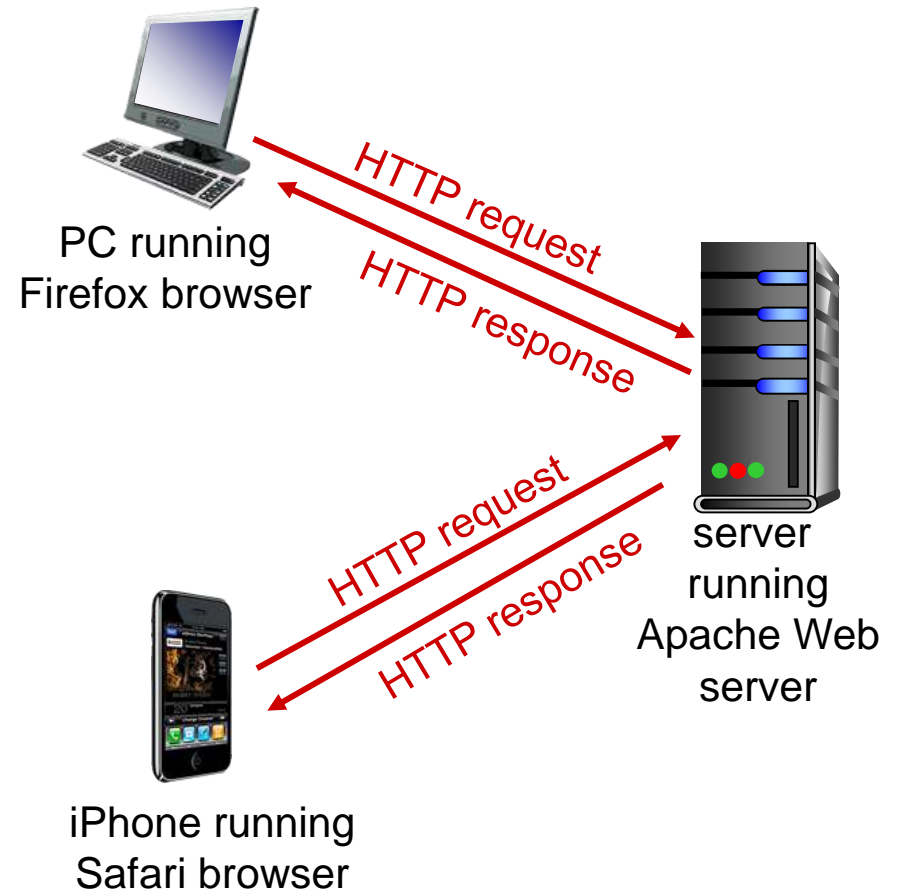 HTTP request
HTTP response
PC running
Firefox browser
HTTP request
HTTP response
server
running
Apache Web
server
iPhone running
Safari browser